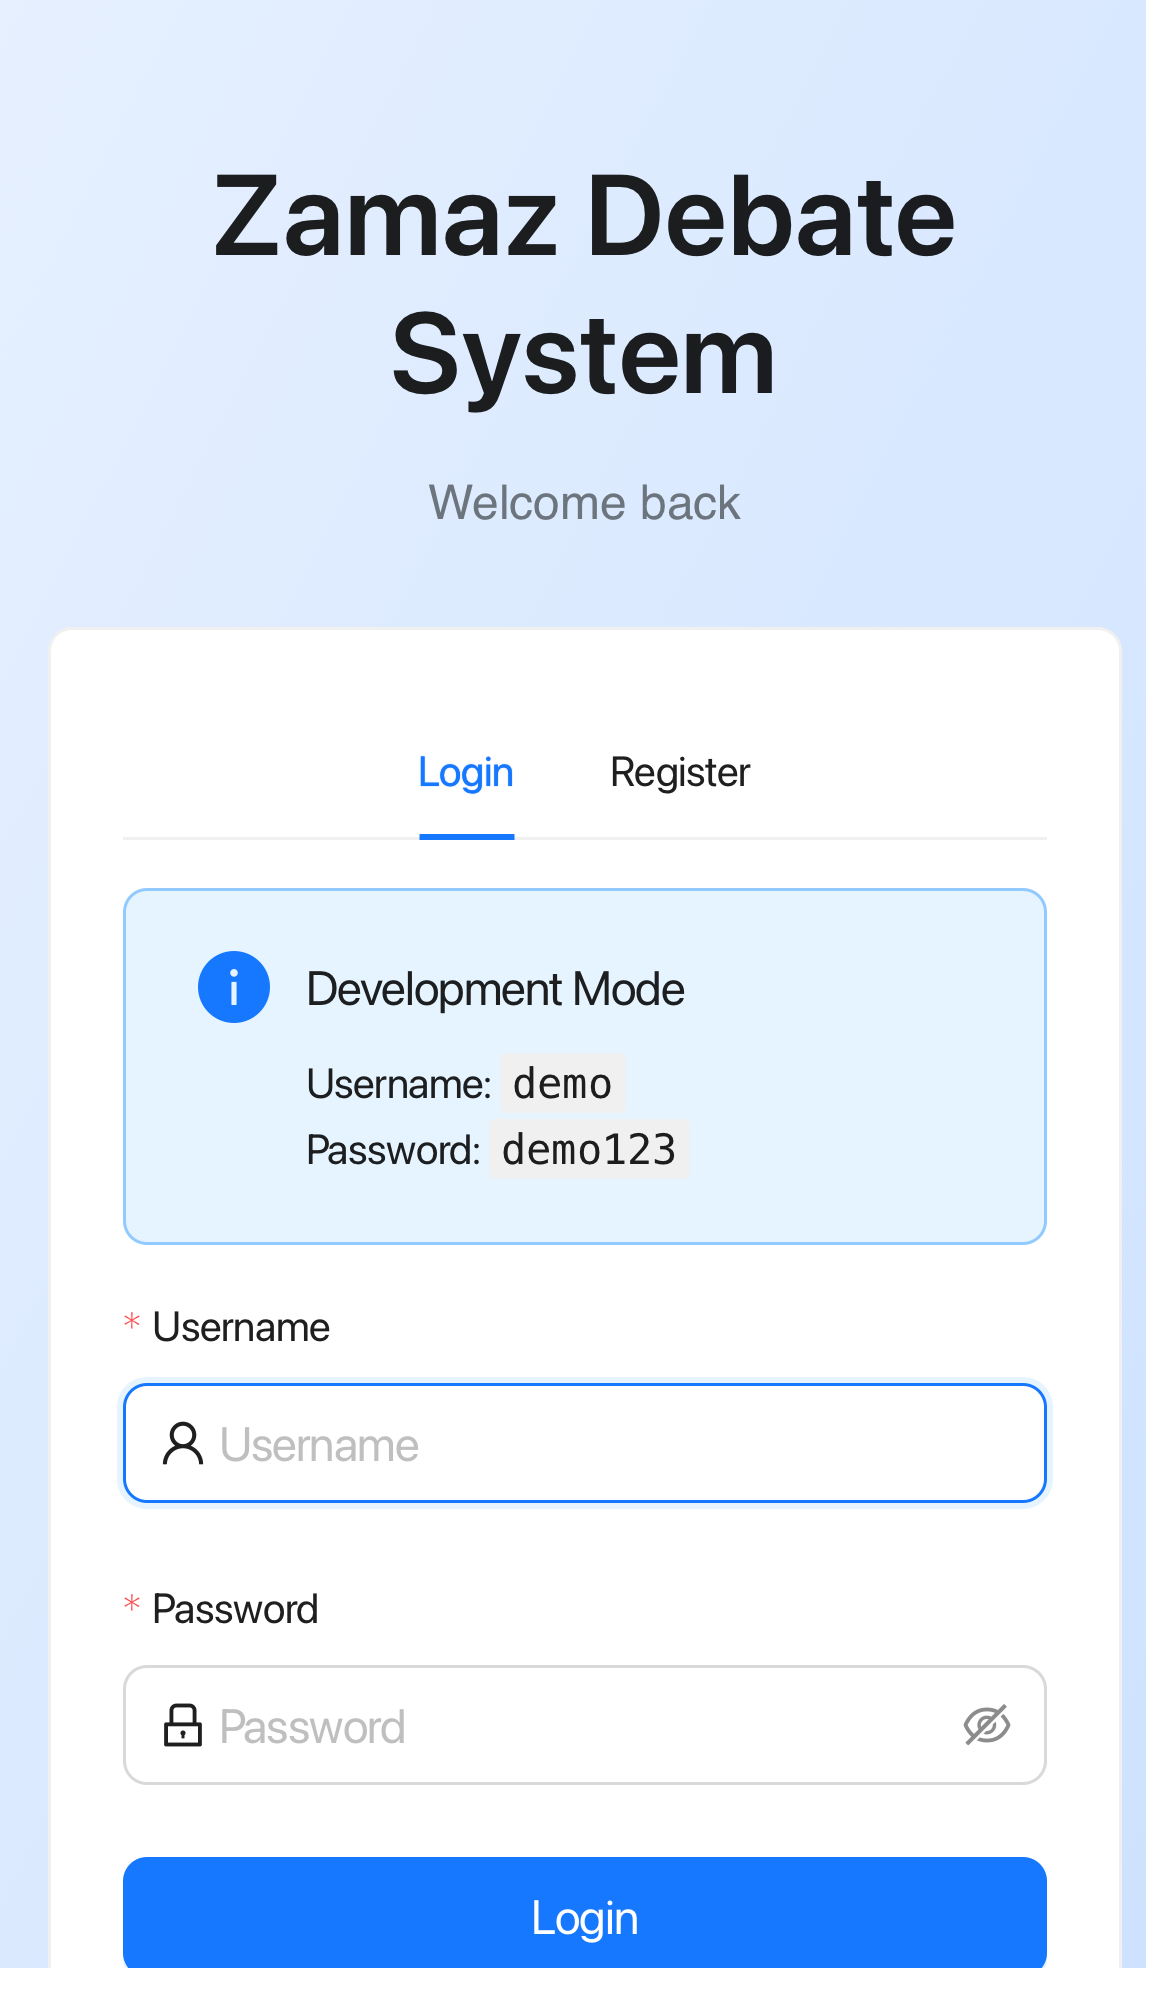 Zamaz Debate
System
Welcome back
Login Register
Development Mode
Username: demo
Password: demo123
* Username
Username
* Password
Password
Login